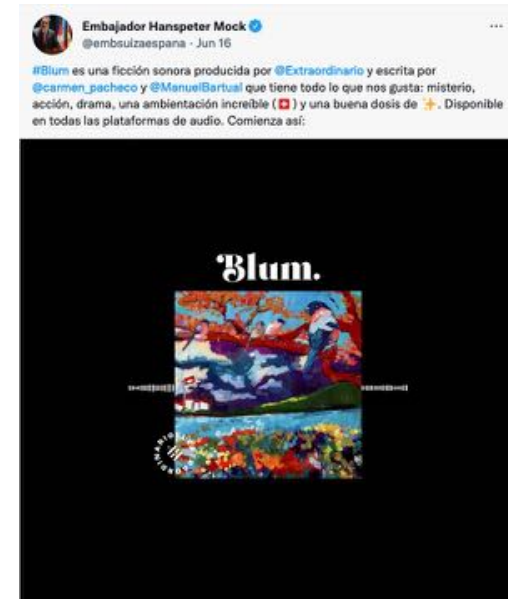 Embajador Hanspeter Mock
@embsuizaespana · Jun 16
#Blum es una ficción sonora producida por @Extraordinario y escrita por
@carmen_pacheco y @ManuelBartual que tiene todo lo que nos gusta: misterio,
acción, drama, una ambientación increíble (🇨🇭) y una buena dosis de ✨. Disponible
en todas las plataformas de audio. Comienza así:
Blum.
EXTRAORDINARIO